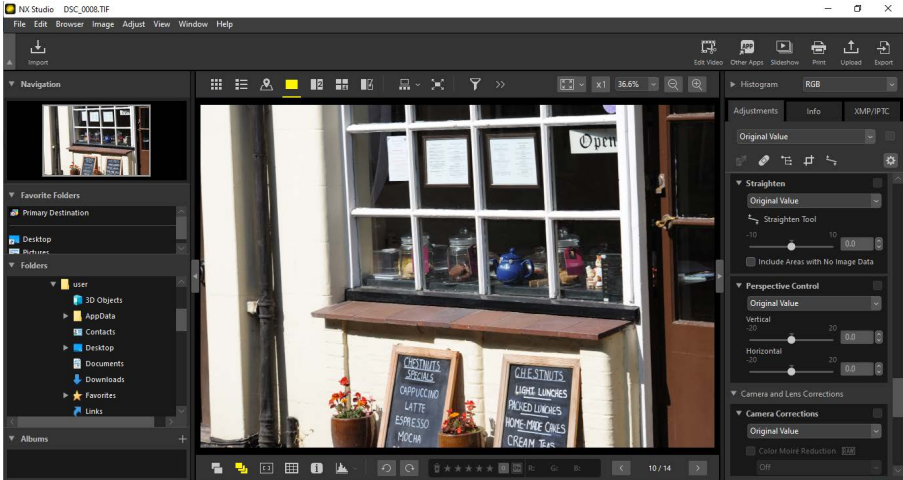 NX Studio DSC_0008.TIF
File Edit Browser Image Adjust View Window Help
Import
Edit Video Other Apps Slideshow Print Upload Export
APP
Navigation
x1 36.6%
Histogram RGB
Adjustments Info XMP/IPTC
Original Value
Favorite Folders
Primary Destination
Desktop
Pictures
Folders
user
3D Objects
AppData
Contacts
Desktop
Documents
Downloads
Favorites
Links
Albums
Open
CHESTNUTS
SPECIALS
CAPPUCCINO
LATTE
ESPRESSO
MOCHA
CHESTNUTS
LIGHT LUNCHES
PACKED LUNCHES
HOME-MADE CAKES
CREAM TEAS
Straighten
Original Value
Straighten Tool
-10 10
0.0
Include Areas with No Image Data
Perspective Control
Original Value
Vertical
-20 20
0.0
Horizontal
-20 20
0.0
Camera and Lens Corrections
Camera Corrections
Original Value
Color Moiré Reduction RAW
Off
R: G: B:
10/14